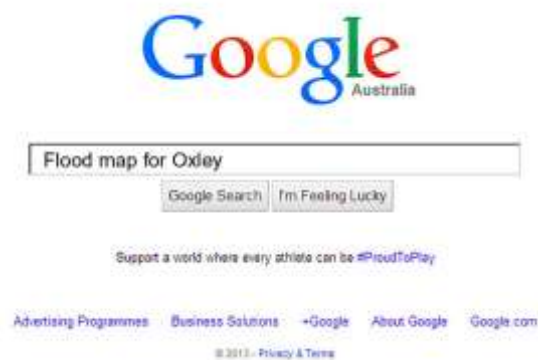 Google
Australia
Flood map for Oxley
Google Search I'm Feeling Lucky
Support a world where every athlete can be #ProudToPlay
Advertising Programmes Business Solutions +Google About Google Google.com
© 2013 - Privacy & Terms